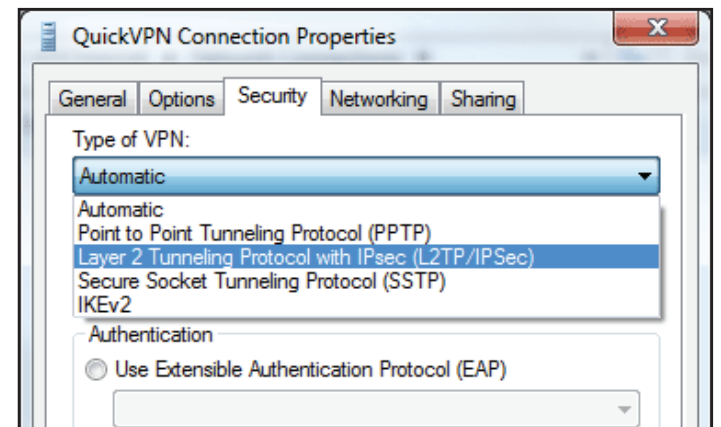 QuickVPN Connection Properties
General Options Security Networking Sharing
Type of VPN:
Automatic
Automatic
Point to Point Tunneling Protocol (PPTP)
Layer 2 Tunneling Protocol with IPsec (L2TP/IPSec)
Secure Socket Tunneling Protocol (SSTP)
IKEv2
Authentication
Use Extensible Authentication Protocol (EAP)